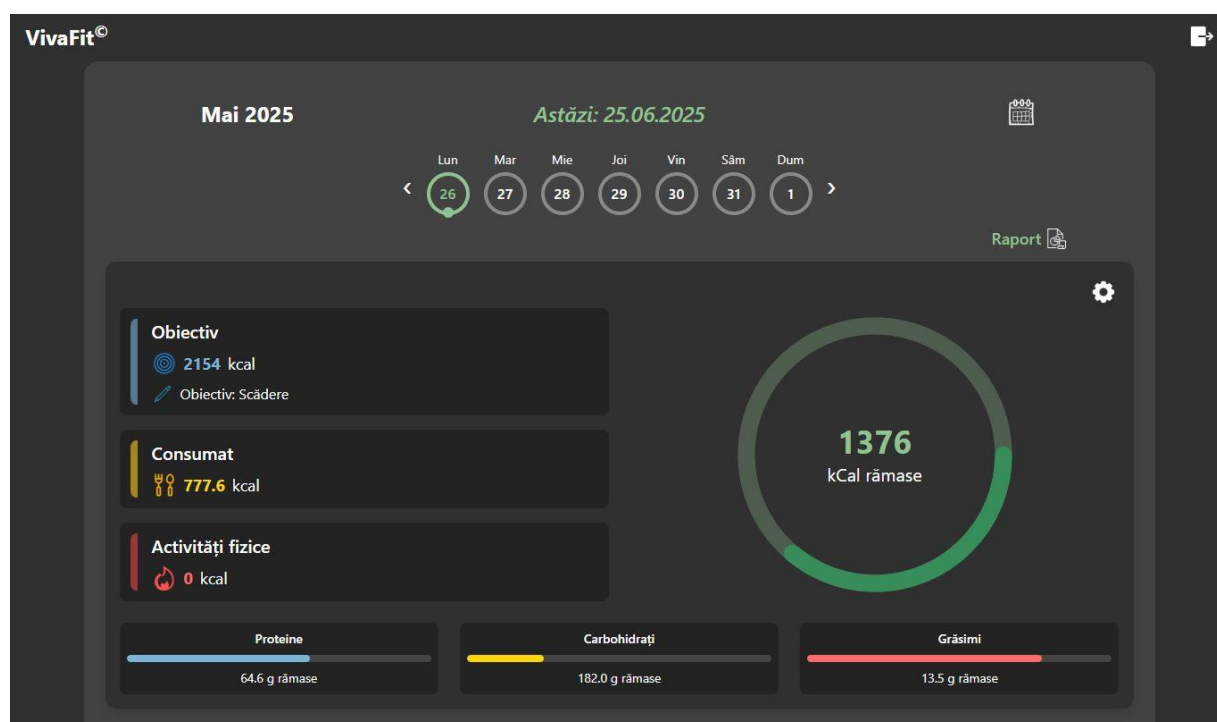 VivaFit©
Mai 2025
Astăzi: 25.06.2025
Lun Mar Mie Joi Vin Sâm Dum
‹ 26 27 28 29 30 31 1 ›
Raport
Obiectiv
2154 kcal
Obiectiv: Scădere
Consumat
777.6 kcal
Activități fizice
0 kcal
1376
kCal rămase
Proteine
64.6 g rămase
Carbohidrați
182.0 g rămase
Grăsimi
13.5 g rămase